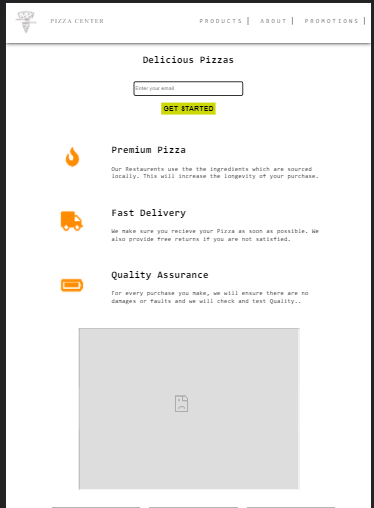 PIZZA CENTER
PRODUCTS | ABOUT | PROMOTIONS |
Delicious Pizzas
Enter your email
GET STARTED
Premium Pizza
Our Restaurents use the the ingredients which are sourced
locally. This will increase the longevity of your purchase.
Fast Delivery
We make sure you recieve your Pizza as soon as possible. We
also provide free returns if you are not satisfied.
Quality Assurance
For every purchase you make, we will ensure there are no
damages or faults and we will check and test Quality..